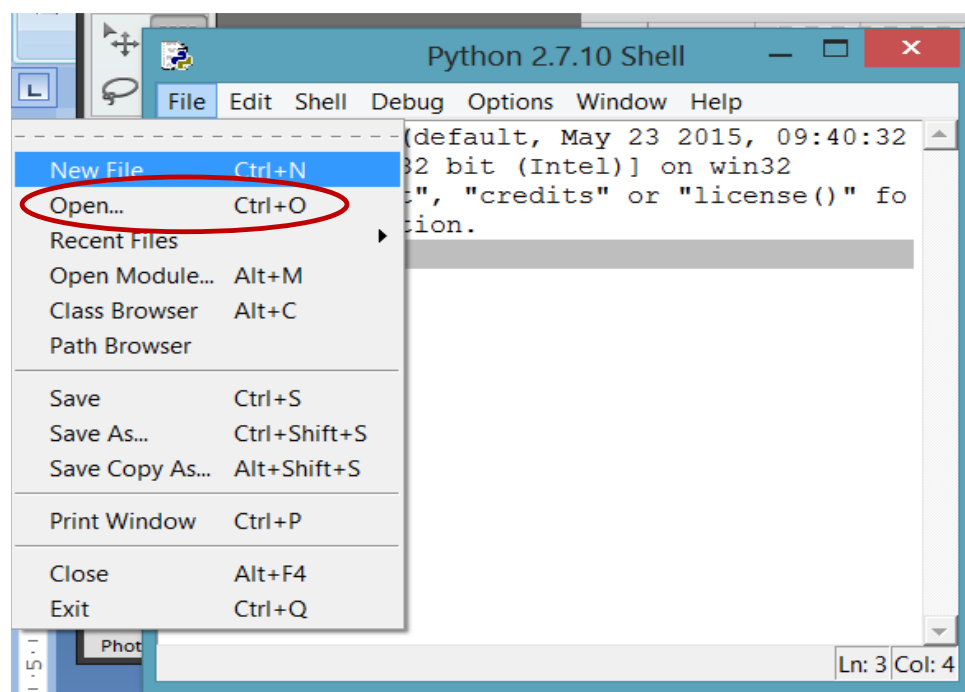 Python 2.7.10 Shell
L
File Edit Shell Debug Options Window Help
(default, May 23 2015, 09:40:32
32 bit (Intel)] on win32
", "credits" or "license()" fo
tion.
New File Ctrl+N
Open... Ctrl+O
Recent Files
Open Module... Alt+M
Class Browser Alt+C
Path Browser
Save Ctrl+S
Save As... Ctrl+Shift+S
Save Copy As... Alt+Shift+S
Print Window Ctrl+P
Close Alt+F4
Exit Ctrl+Q
Phot
5
Ln: 3 Col: 4